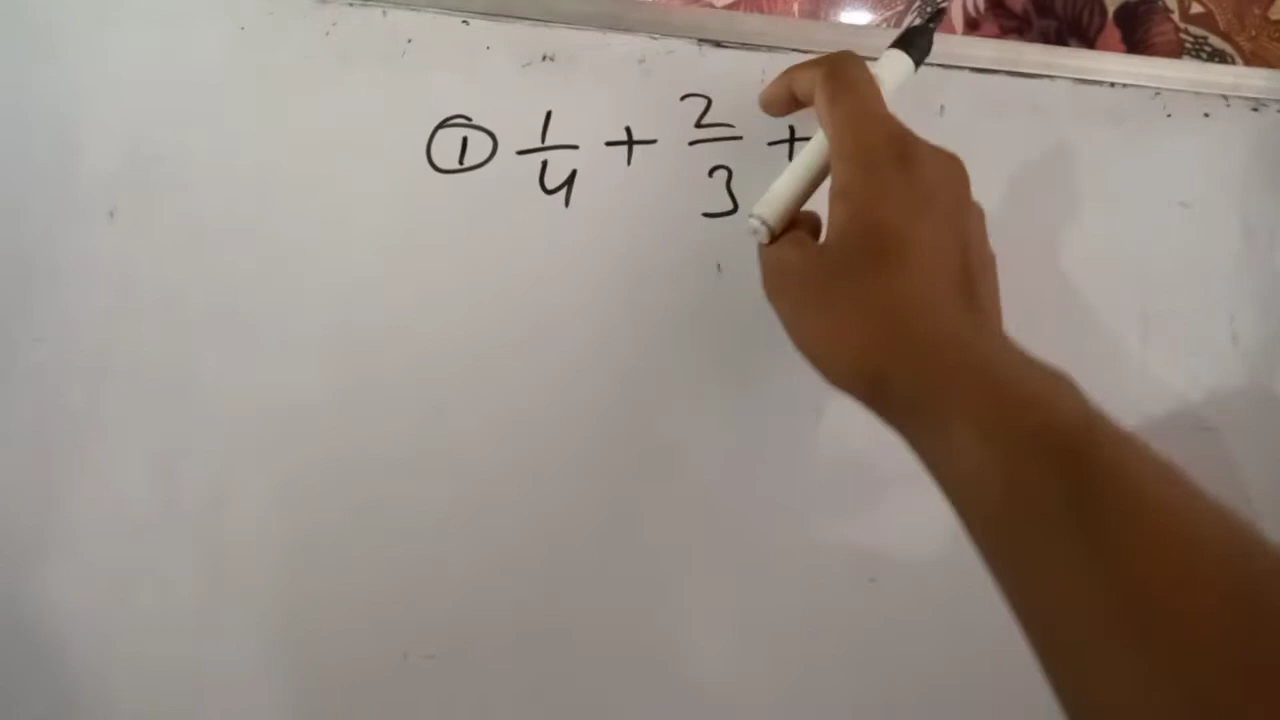 ① 1/4 + 2/3 +